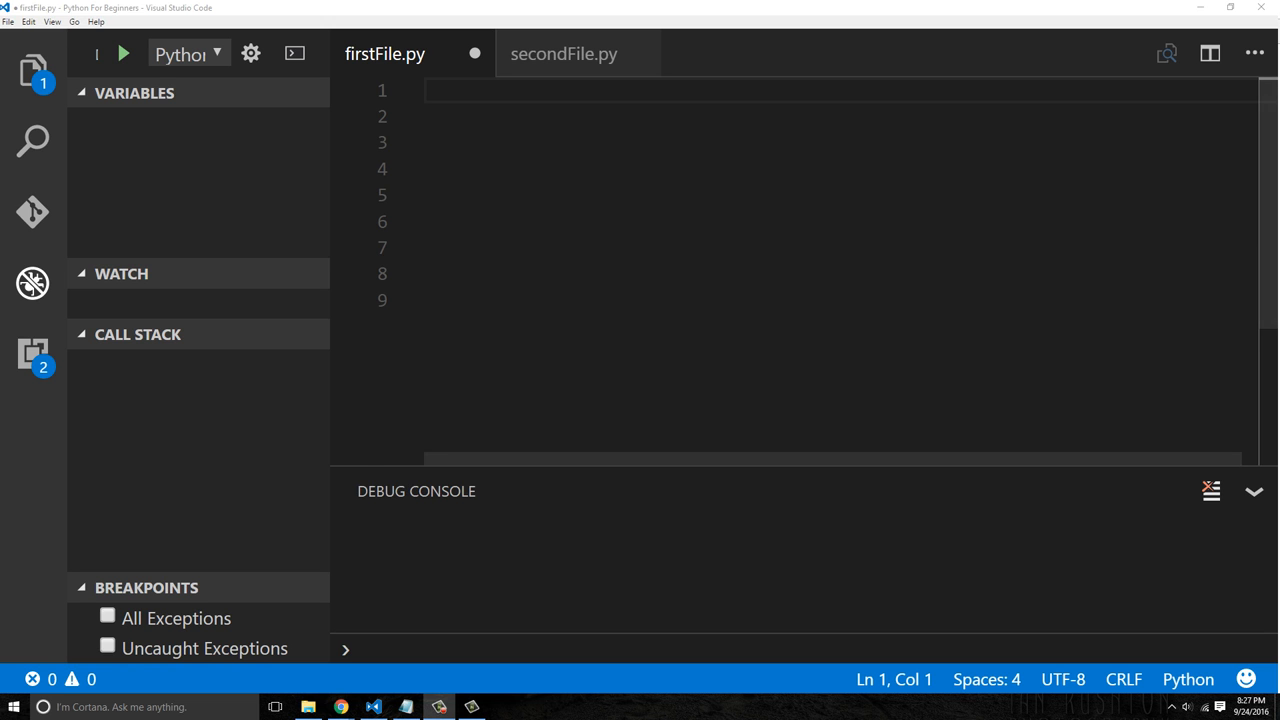 ● firstFile.py - Python For Beginners - Visual Studio Code
File Edit View Go Help
Python
firstFile.py
secondFile.py
1
VARIABLES
WATCH
CALL STACK
2
BREAKPOINTS
All Exceptions
Uncaught Exceptions
1
2
3
4
5
6
7
8
9
DEBUG CONSOLE
0 0
Ln 1, Col 1 Spaces: 4 UTF-8 CRLF Python
I'm Cortana. Ask me anything.
8:27 PM
9/24/2016